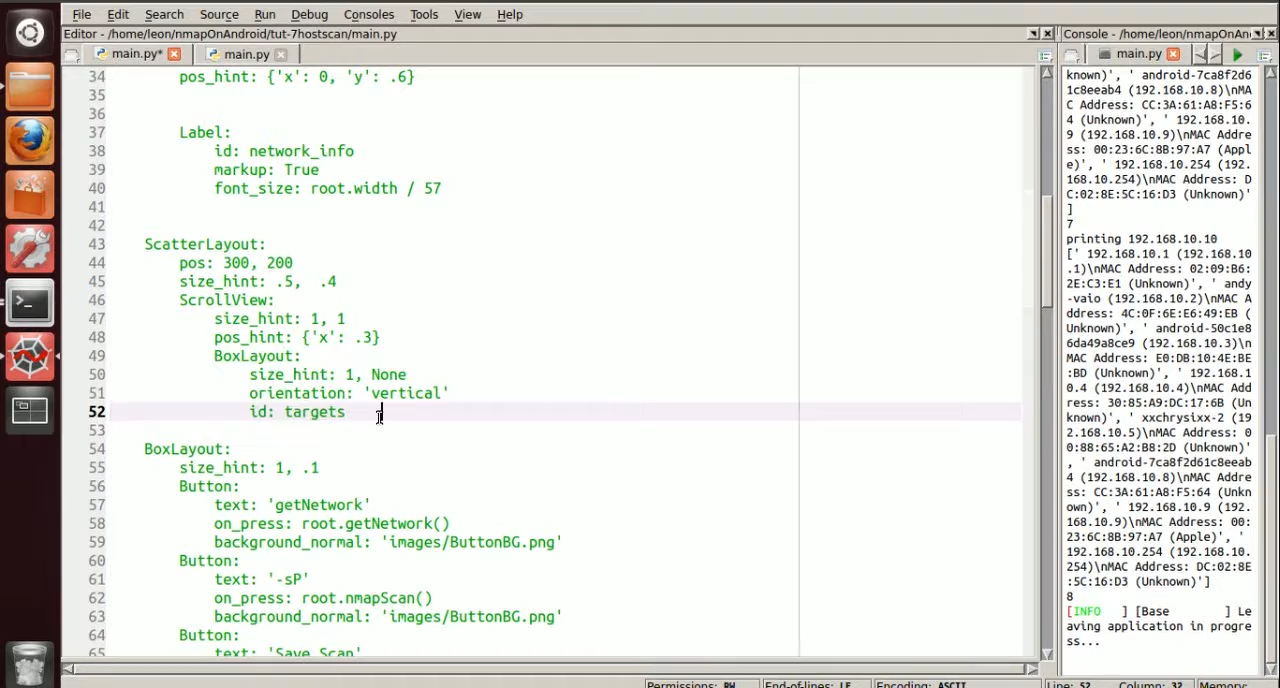 File Edit Search Source Run Debug Consoles Tools View Help
Editor - /home/leon/nmapOnAndroid/tut-7hostscan/main.py
main.py*
main.py
34 pos_hint: {'x': 0, 'y': .6}
35
36
37 Label:
38 id: network_info
39 markup: True
40 font_size: root.width / 57
41
42
43 ScatterLayout:
44 pos: 300, 200
45 size_hint: .5, .4
46 ScrollView:
47 size_hint: 1, 1
48 pos_hint: {'x': .3}
49 BoxLayout:
50 size_hint: 1, None
51 orientation: 'vertical'
52 id: targets
53
54 BoxLayout:
55 size_hint: 1, .1
56 Button:
57 text: 'getNetwork'
58 on_press: root.getNetwork()
59 background_normal: 'images/ButtonBG.png'
60 Button:
61 text: '-sP'
62 on_press: root.nmapScan()
63 background_normal: 'images/ButtonBG.png'
64 Button:
65 text: 'Save Scan'
Permissions: RW End-of-lines: LF Encoding: ASCII Line: 52 Column: 32 Memory:
Console - /home/leon/nmapOnAn
main.py
known)', ' android-7ca8f2d6
1c8eeab4 (192.168.10.8)\nMA
C Address: CC:3A:61:A8:F5:6
4 (Unknown)', ' 192.168.10.
9 (192.168.10.9)\nMAC Addre
ss: 00:23:6C:8B:97:A7 (Appl
e)', ' 192.168.10.254 (192.
168.10.254)\nMAC Address: D
C:02:8E:5C:16:D3 (Unknown)'
]
7
printing 192.168.10.10
[' 192.168.10.1 (192.168.10
.1)\nMAC Address: 02:09:B6:
2E:C3:E1 (Unknown)', ' andy
-vaio (192.168.10.2)\nMAC A
ddress: 4C:0F:6E:E6:49:EB (
Unknown)', ' android-50c1e8
6da49a8ce9 (192.168.10.3)\n
MAC Address: E0:DB:10:4E:BE
:BD (Unknown)', ' 192.168.1
0.4 (192.168.10.4)\nMAC Add
ress: 30:85:A9:DC:17:6B (Un
known)', ' xxchrysixx-2 (19
2.168.10.5)\nMAC Address: 0
0:88:65:A2:B8:2D (Unknown)'
, ' android-7ca8f2d61c8eeab
4 (192.168.10.8)\nMAC Addre
ss: CC:3A:61:A8:F5:64 (Unkn
own)', ' 192.168.10.9 (192.
168.10.9)\nMAC Address: 00:
23:6C:8B:97:A7 (Apple)', '
192.168.10.254 (192.168.10.
254)\nMAC Address: DC:02:8E
:5C:16:D3 (Unknown)']
8
[INFO ] [Base ] Le
aving application in progre
ss...